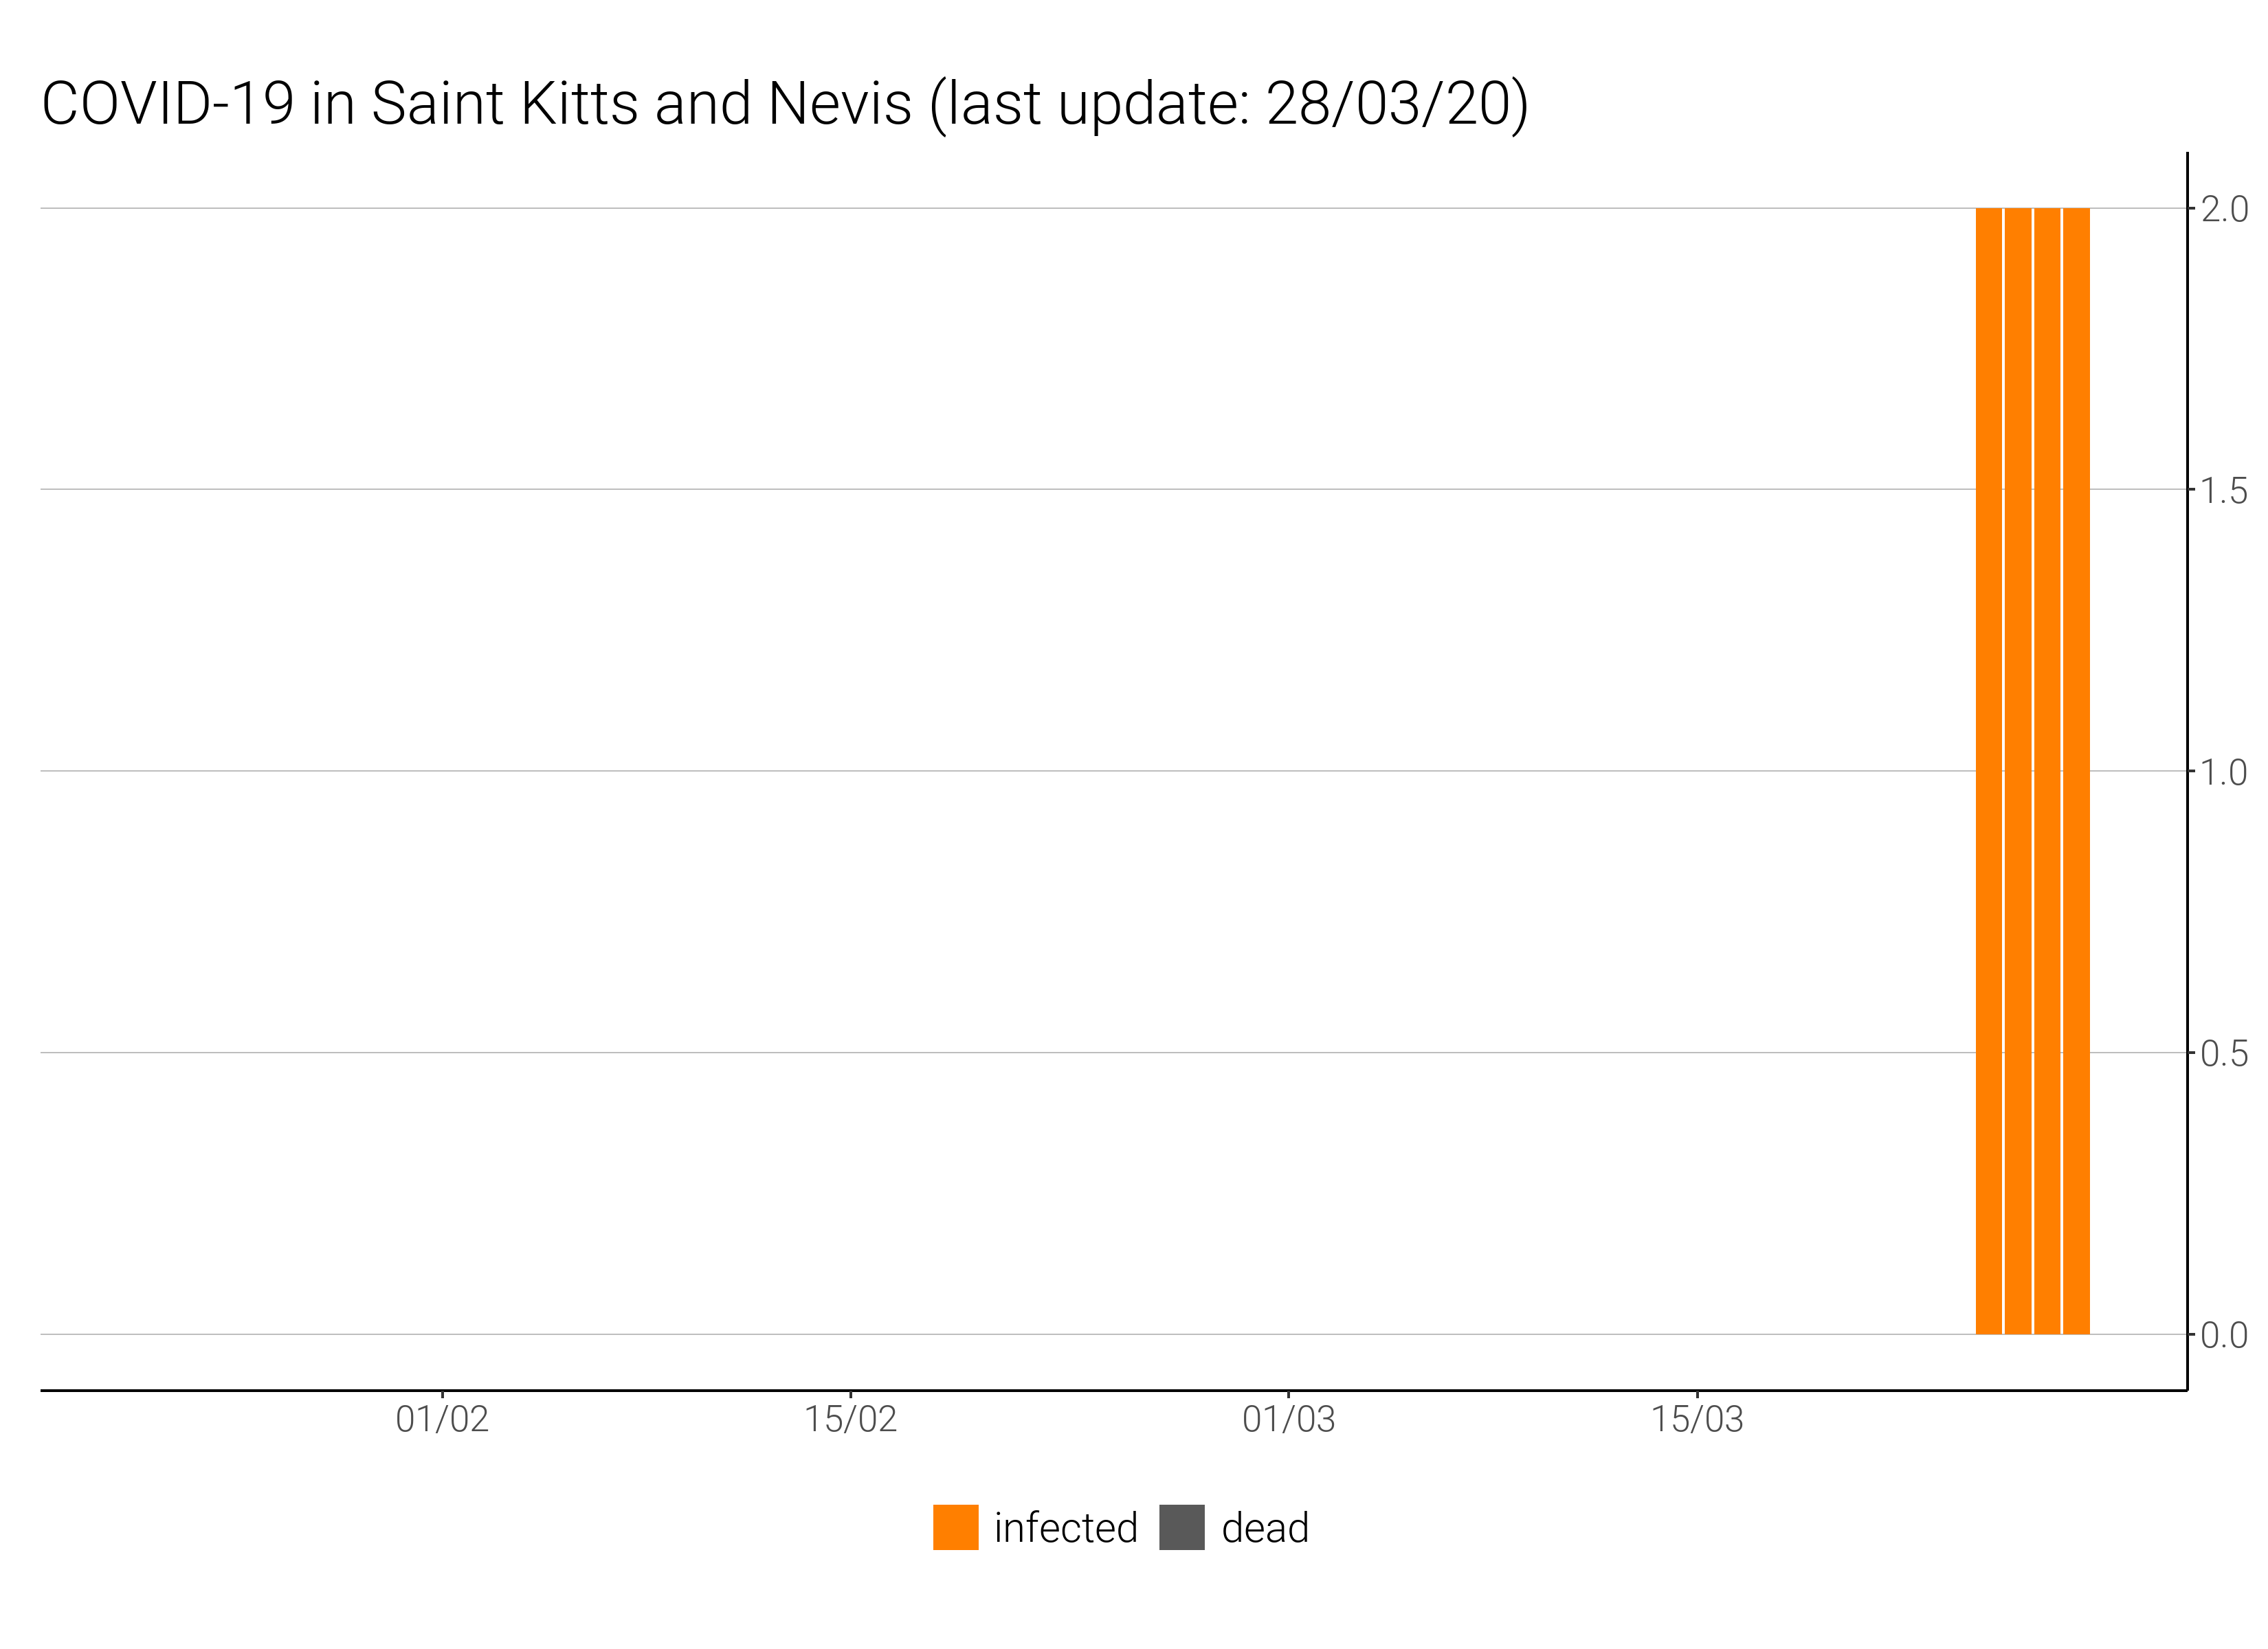 COVID-19 in Saint Kitts and Nevis (last update: 28/03/20)
2.0
1.5
1.0
0.5
0.0
01/02 15/02 01/03 15/03
infected dead